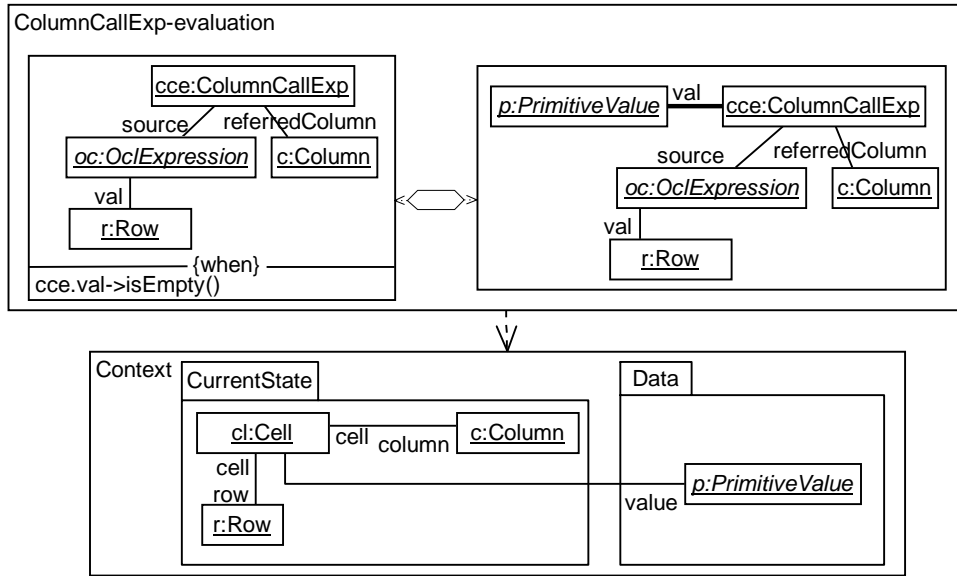 ColumnCallExp-evaluation
cce:ColumnCallExp
source
referredColumn
oc:OclExpression
c:Column
val
r:Row
{when}
cce.val->isEmpty()
p:PrimitiveValue
val
cce:ColumnCallExp
source
referredColumn
oc:OclExpression
c:Column
val
r:Row
Context
CurrentState
Data
cl:Cell
cell
column
c:Column
cell
row
r:Row
value
p:PrimitiveValue